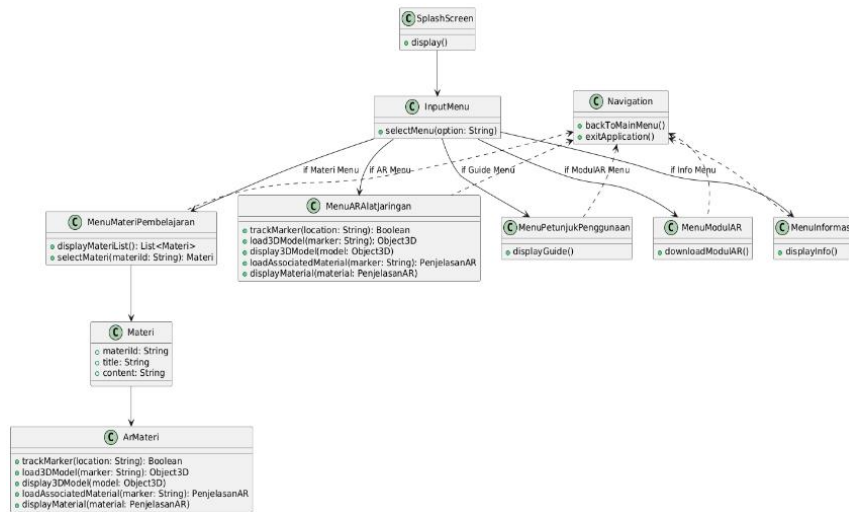 C SplashScreen
display()
C InputMenu
selectMenu(option: String)
C Navigation
backToMainMenu()
exitApplication()
if Materi Menu
if AR Menu
if Guide Menu
if ModulAR Menu
if Info Menu
C MenuMateriPembelajaran
displayMateriList(): List<Materi>
selectMateri(materiId: String): Materi
C MenuARAlatJaringan
trackMarker(location: String): Boolean
load3DModel(marker: String): Object3D
display3DModel(model: Object3D)
loadAssociatedMaterial(marker: String): PenjelasanAR
displayMaterial(material: PenjelasanAR)
C MenuPetunjukPenggunaan
displayGuide()
C MenuModulAR
downloadModulAR()
C MenuInformas
displayInfo()
C Materi
materiId: String
title: String
content: String
C ArMateri
trackMarker(location: String): Boolean
load3DModel(marker: String): Object3D
display3DModel(model: Object3D)
loadAssociatedMaterial(marker: String): PenjelasanAR
displayMaterial(material: PenjelasanAR)